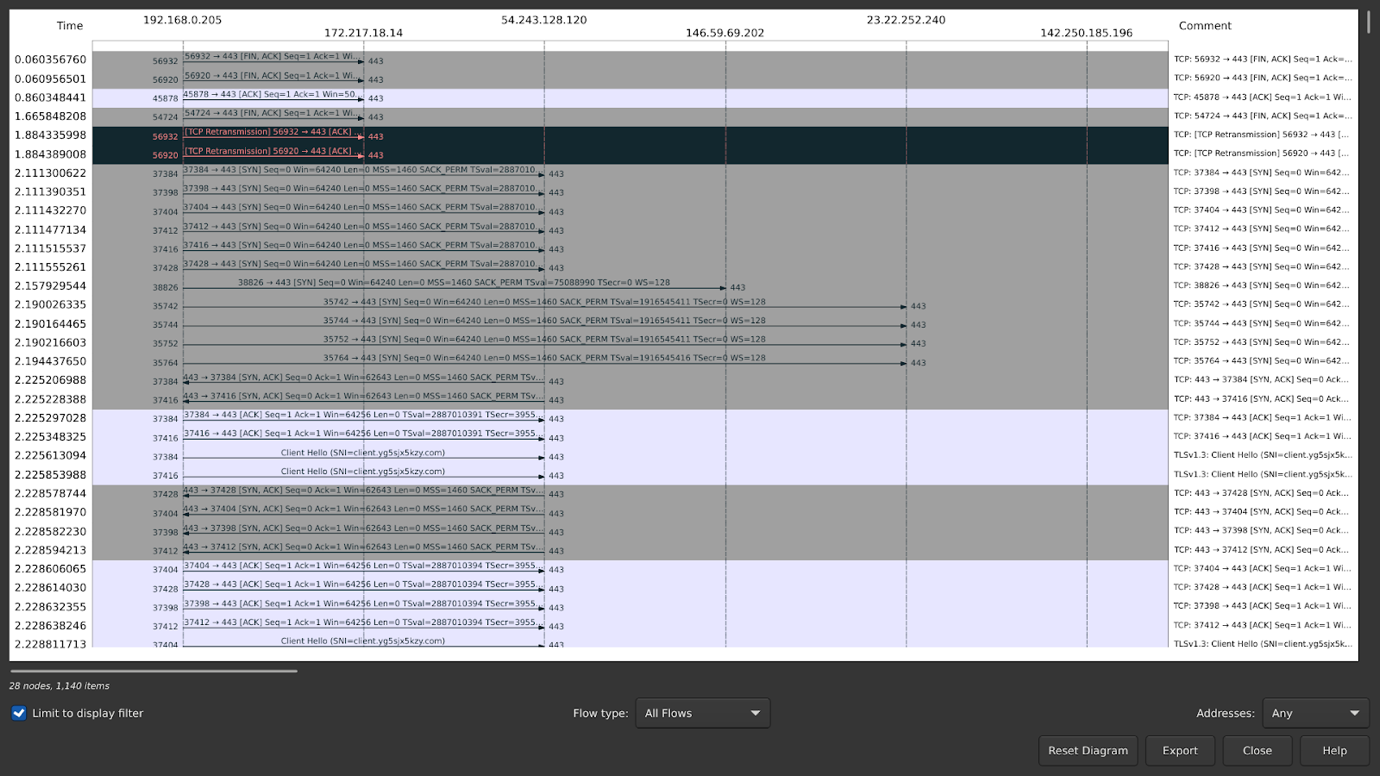 Time 192.168.0.205 54.243.128.120 23.22.252.240 Comment
172.217.18.14 146.59.69.202 142.250.185.196
0.060356760 56932 56932 → 443 [FIN, ACK] Seq=1 Ack=1 Wi... 443 TCP: 56932 → 443 [FIN, ACK] Seq=1 Ack=...
0.060956501 56920 56920 → 443 [FIN, ACK] Seq=1 Ack=1 Wi... 443 TCP: 56920 → 443 [FIN, ACK] Seq=1 Ack=...
0.860348441 45878 45878 → 443 [ACK] Seq=1 Ack=1 Win=50... 443 TCP: 45878 → 443 [ACK] Seq=1 Ack=1 Wi...
1.665848208 54724 54724 → 443 [FIN, ACK] Seq=1 Ack=1 Wi... 443 TCP: 54724 → 443 [FIN, ACK] Seq=1 Ack=...
1.884335998 56932 [TCP Retransmission] 56932 → 443 [ACK] ... 443 TCP: [TCP Retransmission] 56932 → 443 [...
1.884389008 56920 [TCP Retransmission] 56920 → 443 [ACK] ... 443 TCP: [TCP Retransmission] 56920 → 443 [...
2.111300622 37384 37384 → 443 [SYN] Seq=0 Win=64240 Len=0 MSS=1460 SACK_PERM TSval=2887010... 443 TCP: 37384 → 443 [SYN] Seq=0 Win=642...
2.111390351 37398 37398 → 443 [SYN] Seq=0 Win=64240 Len=0 MSS=1460 SACK_PERM TSval=2887010... 443 TCP: 37398 → 443 [SYN] Seq=0 Win=642...
2.111432270 37404 37404 → 443 [SYN] Seq=0 Win=64240 Len=0 MSS=1460 SACK_PERM TSval=2887010... 443 TCP: 37404 → 443 [SYN] Seq=0 Win=642...
2.111477134 37412 37412 → 443 [SYN] Seq=0 Win=64240 Len=0 MSS=1460 SACK_PERM TSval=2887010... 443 TCP: 37412 → 443 [SYN] Seq=0 Win=642...
2.111515537 37416 37416 → 443 [SYN] Seq=0 Win=64240 Len=0 MSS=1460 SACK_PERM TSval=2887010... 443 TCP: 37416 → 443 [SYN] Seq=0 Win=642...
2.111555261 37428 37428 → 443 [SYN] Seq=0 Win=64240 Len=0 MSS=1460 SACK_PERM TSval=2887010... 443 TCP: 37428 → 443 [SYN] Seq=0 Win=642...
2.157929544 38826 38826 → 443 [SYN] Seq=0 Win=64240 Len=0 MSS=1460 SACK_PERM TSval=75088990 TSecr=0 WS=128 443 TCP: 38826 → 443 [SYN] Seq=0 Win=642...
2.190026335 35742 35742 → 443 [SYN] Seq=0 Win=64240 Len=0 MSS=1460 SACK_PERM TSval=1916545411 TSecr=0 WS=128 443 TCP: 35742 → 443 [SYN] Seq=0 Win=642...
2.190164465 35744 35744 → 443 [SYN] Seq=0 Win=64240 Len=0 MSS=1460 SACK_PERM TSval=1916545411 TSecr=0 WS=128 443 TCP: 35744 → 443 [SYN] Seq=0 Win=642...
2.190216603 35752 35752 → 443 [SYN] Seq=0 Win=64240 Len=0 MSS=1460 SACK_PERM TSval=1916545411 TSecr=0 WS=128 443 TCP: 35752 → 443 [SYN] Seq=0 Win=642...
2.194437650 35764 35764 → 443 [SYN] Seq=0 Win=64240 Len=0 MSS=1460 SACK_PERM TSval=1916545416 TSecr=0 WS=128 443 TCP: 35764 → 443 [SYN] Seq=0 Win=642...
2.225206988 37384 443 → 37384 [SYN, ACK] Seq=0 Ack=1 Win=62643 Len=0 MSS=1460 SACK_PERM TSv... 443 TCP: 443 → 37384 [SYN, ACK] Seq=0 Ack...
2.225228388 37416 443 → 37416 [SYN, ACK] Seq=0 Ack=1 Win=62643 Len=0 MSS=1460 SACK_PERM TSv... 443 TCP: 443 → 37416 [SYN, ACK] Seq=0 Ack...
2.225297028 37384 37384 → 443 [ACK] Seq=1 Ack=1 Win=64256 Len=0 TSval=2887010391 TSecr=3955... 443 TCP: 37384 → 443 [ACK] Seq=1 Ack=1 Wi...
2.225348325 37416 37416 → 443 [ACK] Seq=1 Ack=1 Win=64256 Len=0 TSval=2887010391 TSecr=3955... 443 TCP: 37416 → 443 [ACK] Seq=1 Ack=1 Wi...
2.225613094 37384 Client Hello (SNI=client.yg5sjx5kzy.com) 443 TLSv1.3: Client Hello (SNI=client.yg5sjx5k...
2.225853988 37416 Client Hello (SNI=client.yg5sjx5kzy.com) 443 TLSv1.3: Client Hello (SNI=client.yg5sjx5k...
2.228578744 37428 443 → 37428 [SYN, ACK] Seq=0 Ack=1 Win=62643 Len=0 MSS=1460 SACK_PERM TSv... 443 TCP: 443 → 37428 [SYN, ACK] Seq=0 Ack...
2.228581970 37404 443 → 37404 [SYN, ACK] Seq=0 Ack=1 Win=62643 Len=0 MSS=1460 SACK_PERM TSv... 443 TCP: 443 → 37404 [SYN, ACK] Seq=0 Ack...
2.228582230 37398 443 → 37398 [SYN, ACK] Seq=0 Ack=1 Win=62643 Len=0 MSS=1460 SACK_PERM TSv... 443 TCP: 443 → 37398 [SYN, ACK] Seq=0 Ack...
2.228594213 37412 443 → 37412 [SYN, ACK] Seq=0 Ack=1 Win=62643 Len=0 MSS=1460 SACK_PERM TSv... 443 TCP: 443 → 37412 [SYN, ACK] Seq=0 Ack...
2.228606065 37404 37404 → 443 [ACK] Seq=1 Ack=1 Win=64256 Len=0 TSval=2887010394 TSecr=3955... 443 TCP: 37404 → 443 [ACK] Seq=1 Ack=1 Wi...
2.228614030 37428 37428 → 443 [ACK] Seq=1 Ack=1 Win=64256 Len=0 TSval=2887010394 TSecr=3955... 443 TCP: 37428 → 443 [ACK] Seq=1 Ack=1 Wi...
2.228632355 37398 37398 → 443 [ACK] Seq=1 Ack=1 Win=64256 Len=0 TSval=2887010394 TSecr=3955... 443 TCP: 37398 → 443 [ACK] Seq=1 Ack=1 Wi...
2.228638246 37412 37412 → 443 [ACK] Seq=1 Ack=1 Win=64256 Len=0 TSval=2887010394 TSecr=3955... 443 TCP: 37412 → 443 [ACK] Seq=1 Ack=1 Wi...
2.228811713 37404 Client Hello (SNI=client.yg5sjx5kzy.com) 443 TLSv1.3: Client Hello (SNI=client.yg5sjx5k...
28 nodes, 1,140 items
Limit to display filter Flow type: All Flows Addresses: Any
Reset Diagram Export Close Help